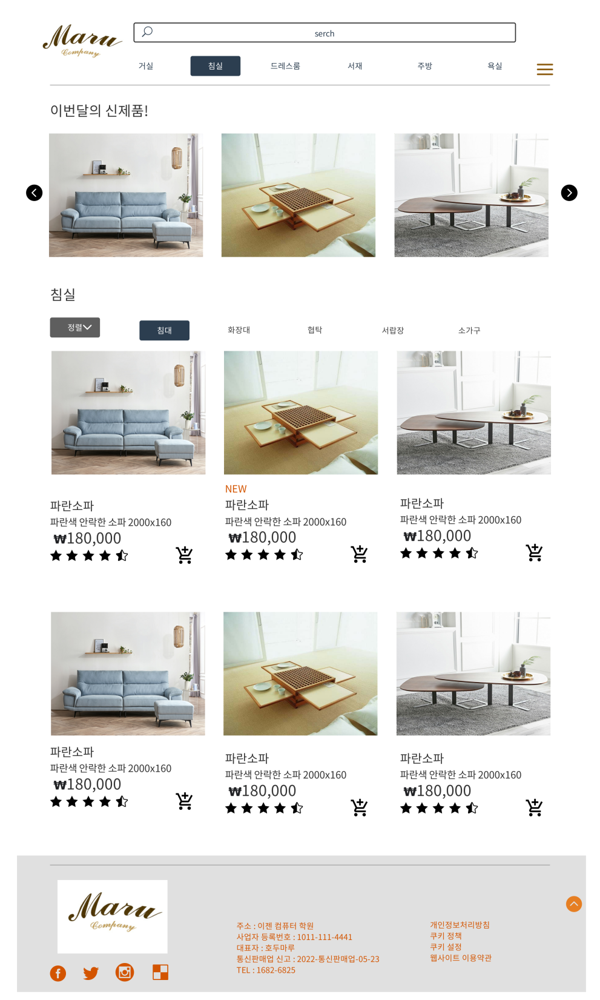 Maru
Company
serch
거실 침실 드레스룸 서재 주방 욕실
이번달의 신제품!
침실
정렬 침대 화장대 협탁 서랍장 소가구
NEW
파란소파 파란소파 파란소파
파란색 안락한 소파 2000x160 파란색 안락한 소파 2000x160 파란색 안락한 소파 2000x160
₩180,000 ₩180,000 ₩180,000
파란소파 파란소파 파란소파
파란색 안락한 소파 2000x160 파란색 안락한 소파 2000x160 파란색 안락한 소파 2000x160
₩180,000 ₩180,000 ₩180,000
Maru
Company
주소 : 이젠 컴퓨터 학원
사업자 등록번호 : 1011-111-4441
대표자 : 호두마루
통신판매업 신고 : 2022-통신판매업-05-23
TEL : 1682-6825
개인정보처리방침
쿠키 정책
쿠키 설정
웹사이트 이용약관